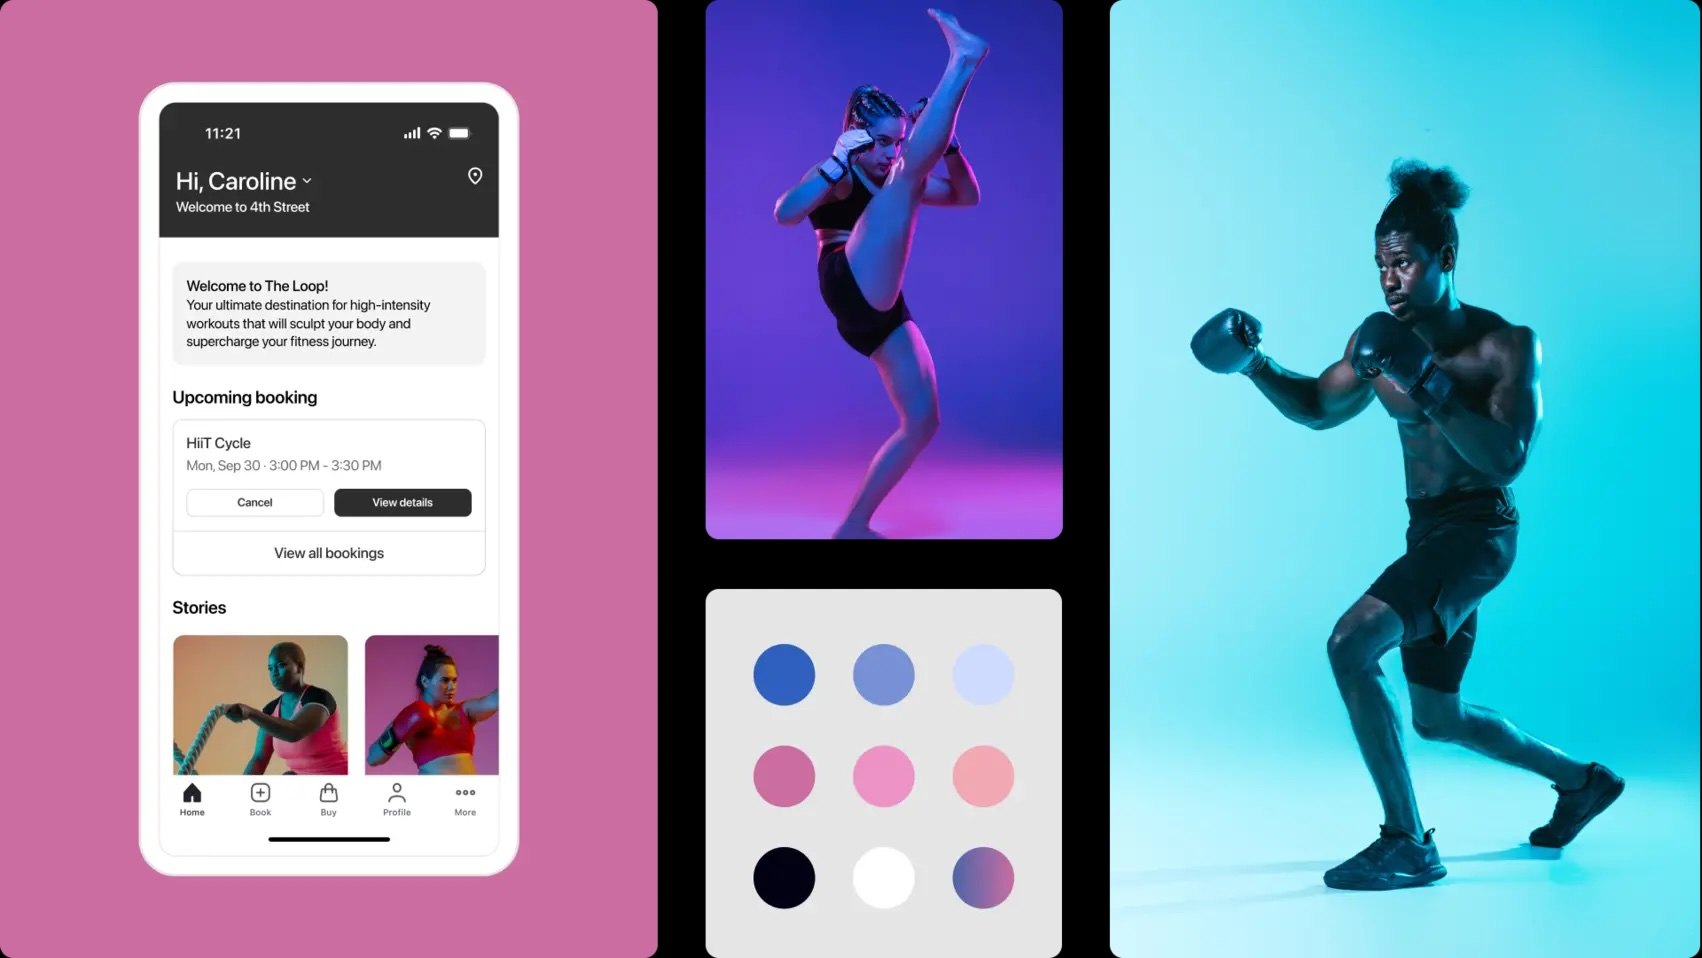 11:21
Hi, Caroline
Welcome to 4th Street
Welcome to The Loop!
Your ultimate destination for high-intensity
workouts that will sculpt your body and
supercharge your fitness journey.
Upcoming booking
HiiT Cycle
Mon, Sep 30 · 3:00 PM - 3:30 PM
Cancel
View details
View all bookings
Stories
Home
Book
Buy
Profile
More